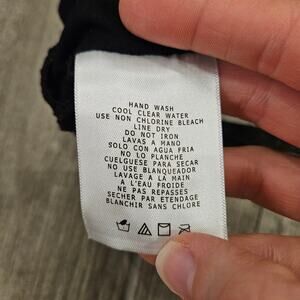 HAND WASH
COOL CLEAR WATER
USE NON CHLORINE BLEACH
LINE DRY
DO NOT IRON
LAVAS A MANO
SOLO CON AGUA FRIA
NO LO PLANCHE
CUELGUESE PARA SECAR
NO USE BLANQUEADOR
LAVAGE A LA MAIN
A L'EAU FROIDE
NE PAS REPASSES
SECHER PAR ETENDAGE
BLANCHIR SANS CHLORE